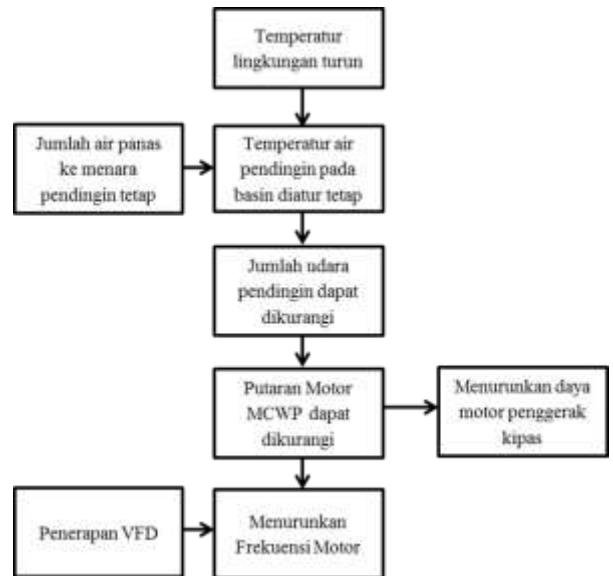 Temperatur
lingkungan turun
Jumlah air panas
ke menara
pendingin tetap
Temperatur air
pendingin pada
basin diatur tetap
Jumlah udara
pendingin dapat
dikurangi
Putaran Motor
MCWP dapat
dikurangi
Menurunkan daya
motor penggerak
kipas
Penerapan VFD
Menurunkan
Frekuensi Motor